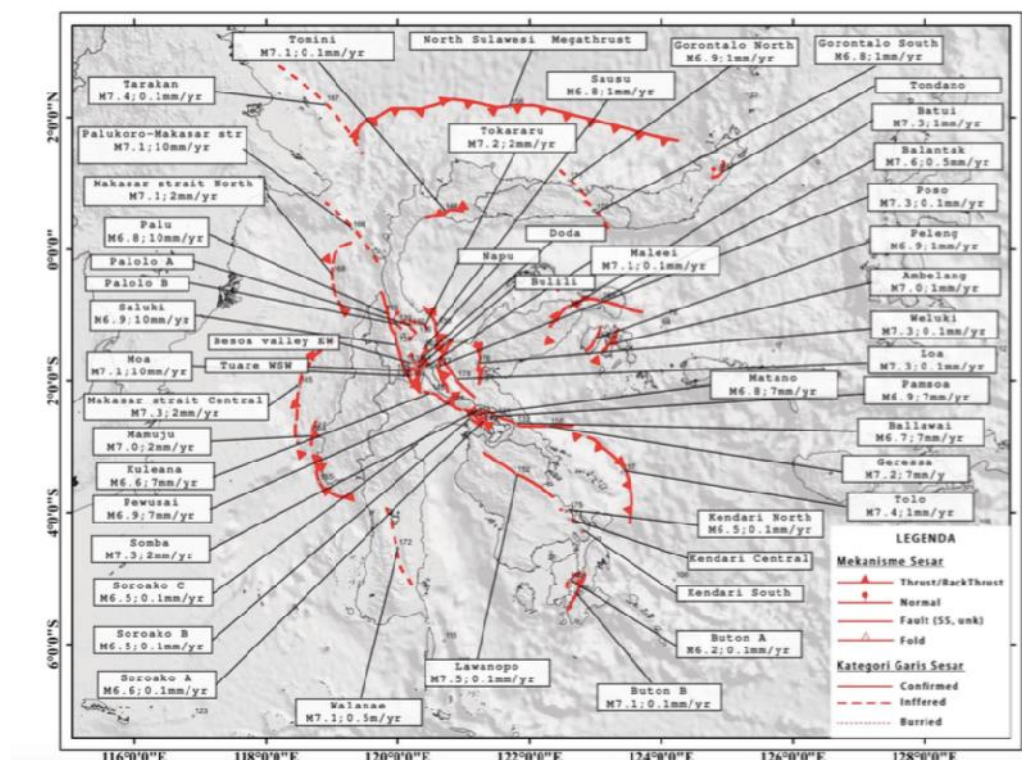 Tomini
M7.1;0.1mm/yr
North Sulawesi Megathrust
Gorontalo North
M6.9;1mm/yr
Gorontalo South
M6.8;1mm/yr
Tarakan
M7.4;0.1mm/yr
Sausu
M6.8;1mm/yr
Tondano
Palukoro-Makasar str
M7.1;10mm/yr
Tokararu
M7.2;2mm/yr
Batui
M7.3;1mm/yr
Balantak
M7.6;0.5mm/yr
Makasar strait North
M7.1;2mm/yr
Poso
M7.3;0.1mm/yr
Palu
M6.8;10mm/yr
Doda
Peleng
M6.9;1mm/yr
Napu
Maleei
M7.1;0.1mm/yr
Palolo A
Bulili
Ambelang
M7.0;1mm/yr
Palolo B
Saluki
M6.9;10mm/yr
Weluki
M7.3;0.1mm/yr
Besoa valley EW
Loa
M7.3;0.1mm/yr
Moa
M7.1;10mm/yr
Tuare WSW
Matano
M6.8;7mm/yr
Pamsoa
M6.9;7mm/yr
Makasar strait Central
M7.3;2mm/yr
Ballawai
M6.7;7mm/yr
Mamuju
M7.0;2mm/yr
Geressa
M7.2;7mm/yr
Kuleana
M6.6;7mm/yr
Tolo
M7.4;1mm/yr
Pewusai
M6.9;7mm/yr
Kendari North
M6.5;0.1mm/yr
Somba
M7.3;2mm/yr
Kendari Central
Soroako C
M6.5;0.1mm/yr
Kendari South
Soroako B
M6.5;0.1mm/yr
Buton A
M6.2;0.1mm/yr
Soroako A
M6.6;0.1mm/yr
Lawanopo
M7.5;0.1mm/yr
Walanae
M7.1;0.5m/yr
Buton B
M7.1;0.1mm/yr
LEGENDA
Mekanisme Sesar
Thrust/BackThrust
Normal
Fault (SS, unk)
Fold
Kategori Garis Sesar
Confirmed
Inffered
Burried
2°0'0"N
0°0'0"
2°0'0"S
4°0'0"S
6°0'0"S
116°0'0"E
118°0'0"E
120°0'0"E
122°0'0"E
124°0'0"E
126°0'0"E
128°0'0"E
172
123